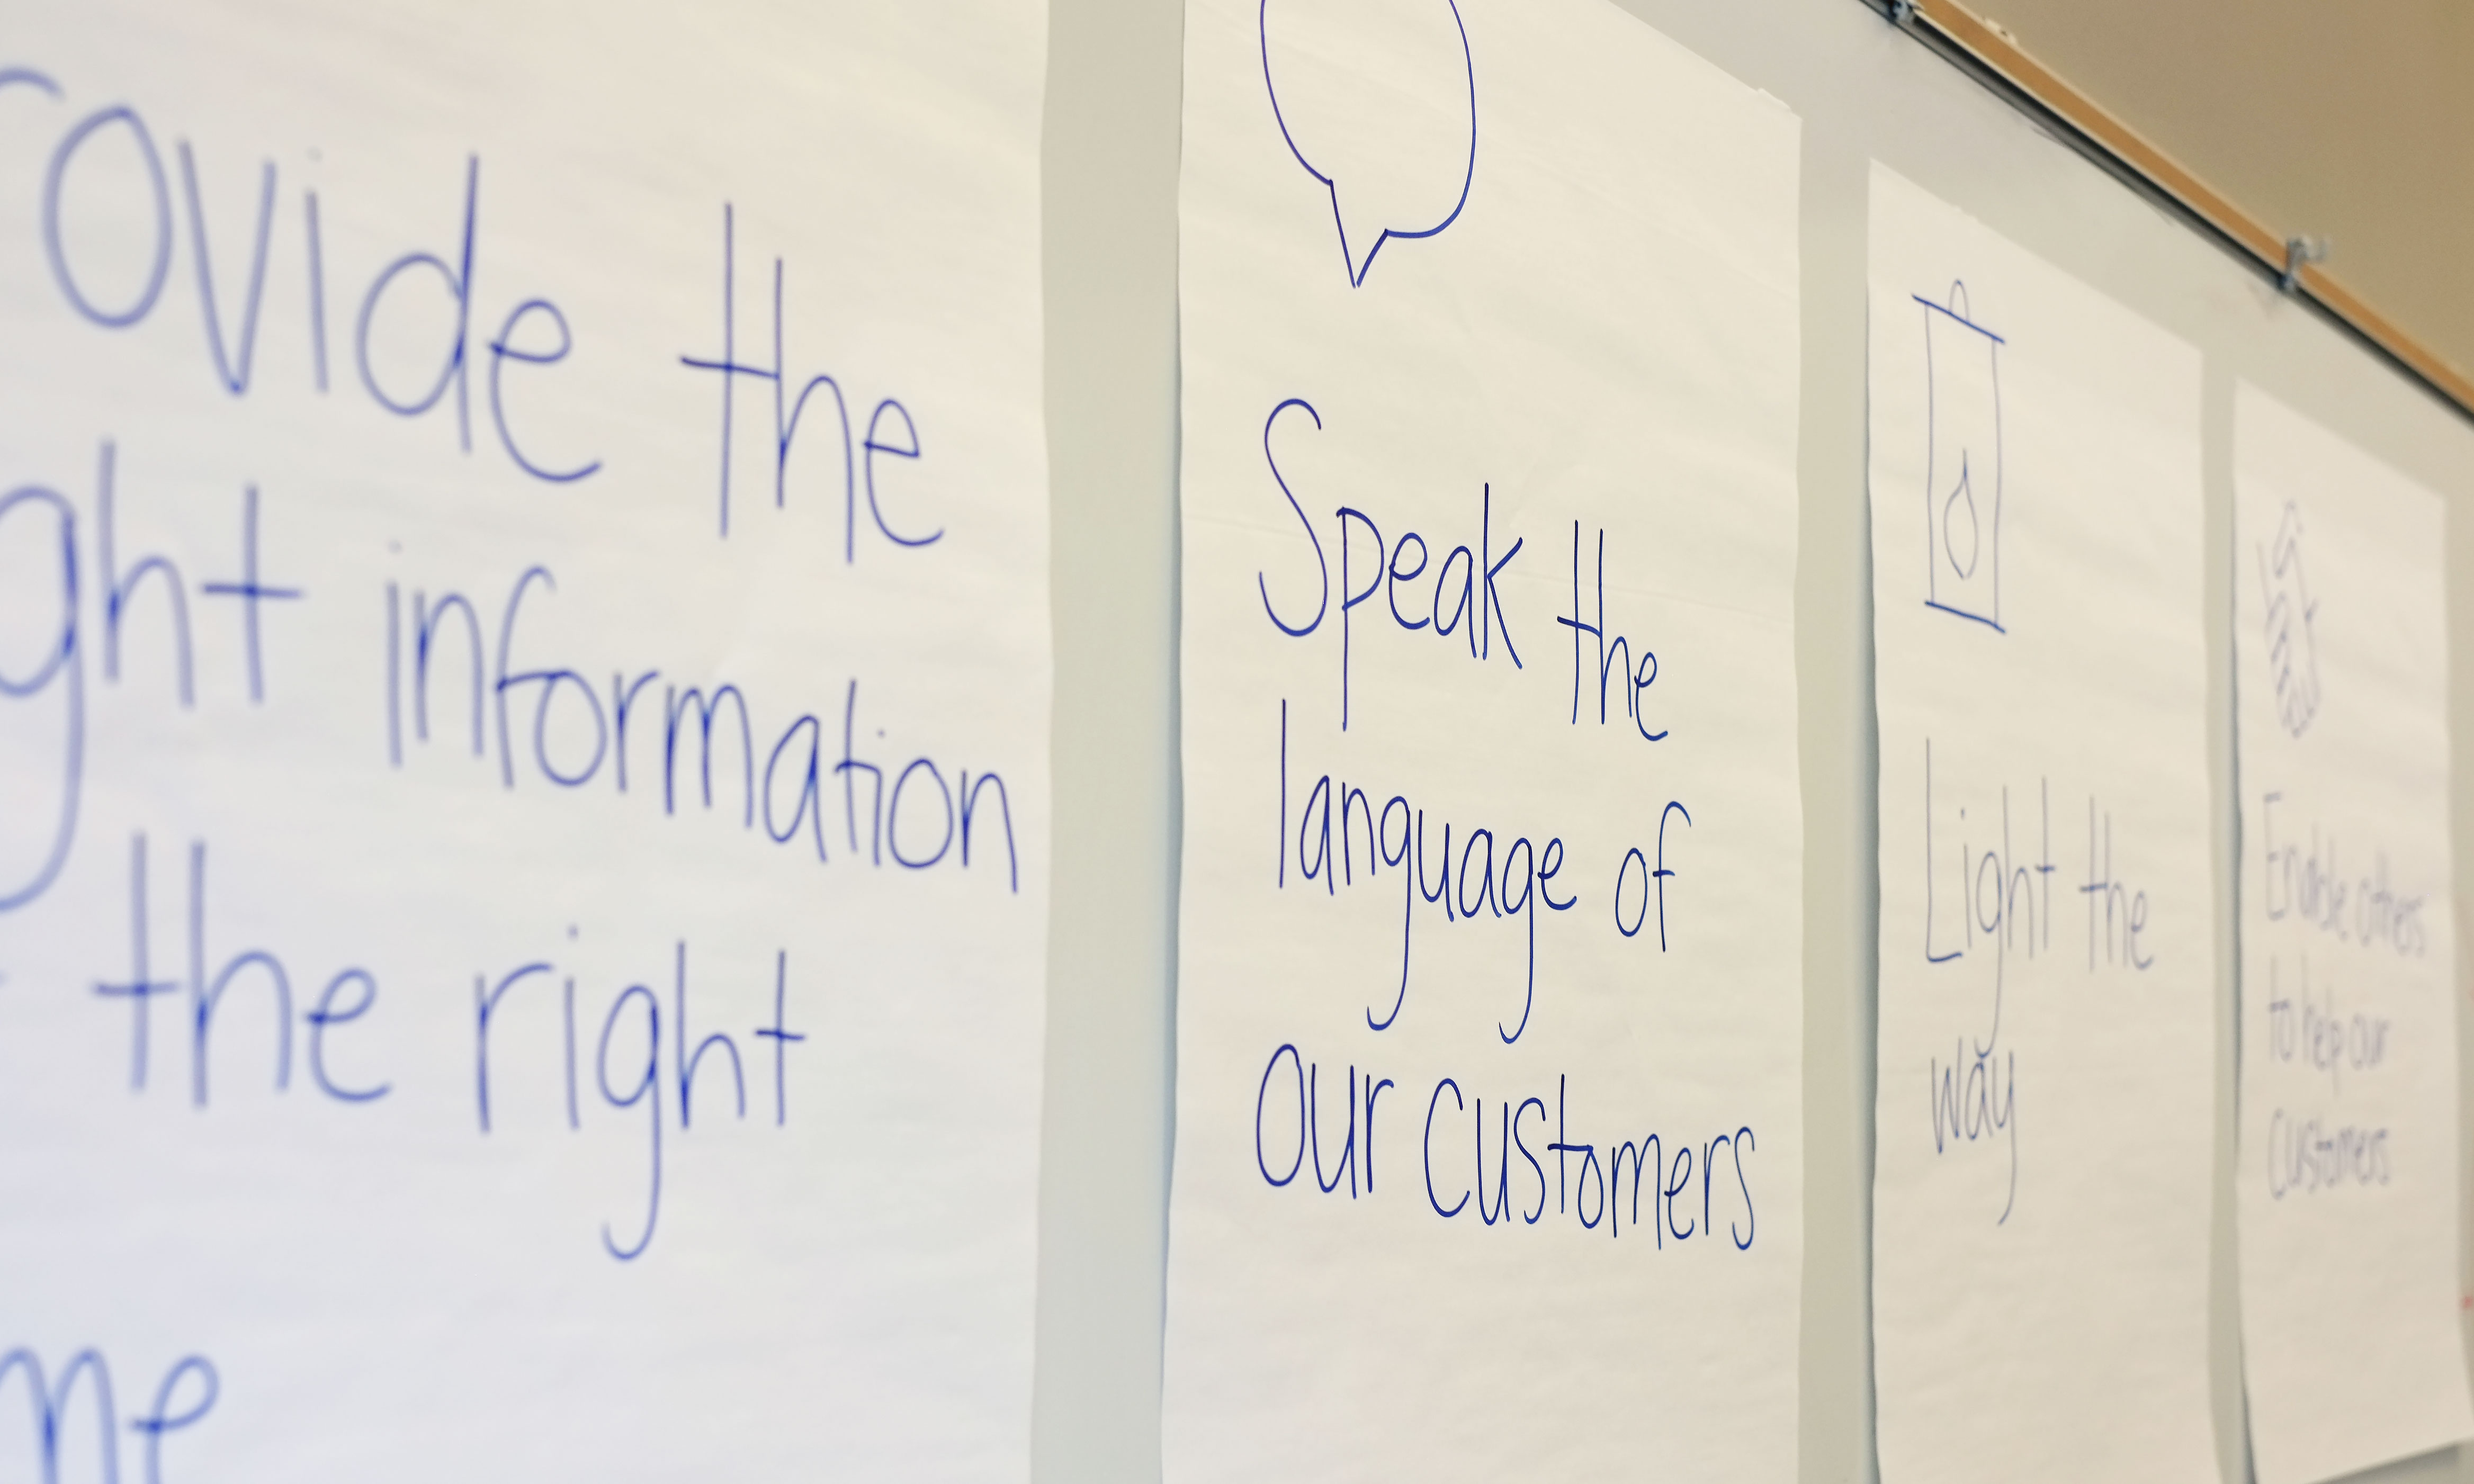 rovide the
ght information
the right
me
Speak the
language of
our customers
Light the
way
Enable others
to help our
customers